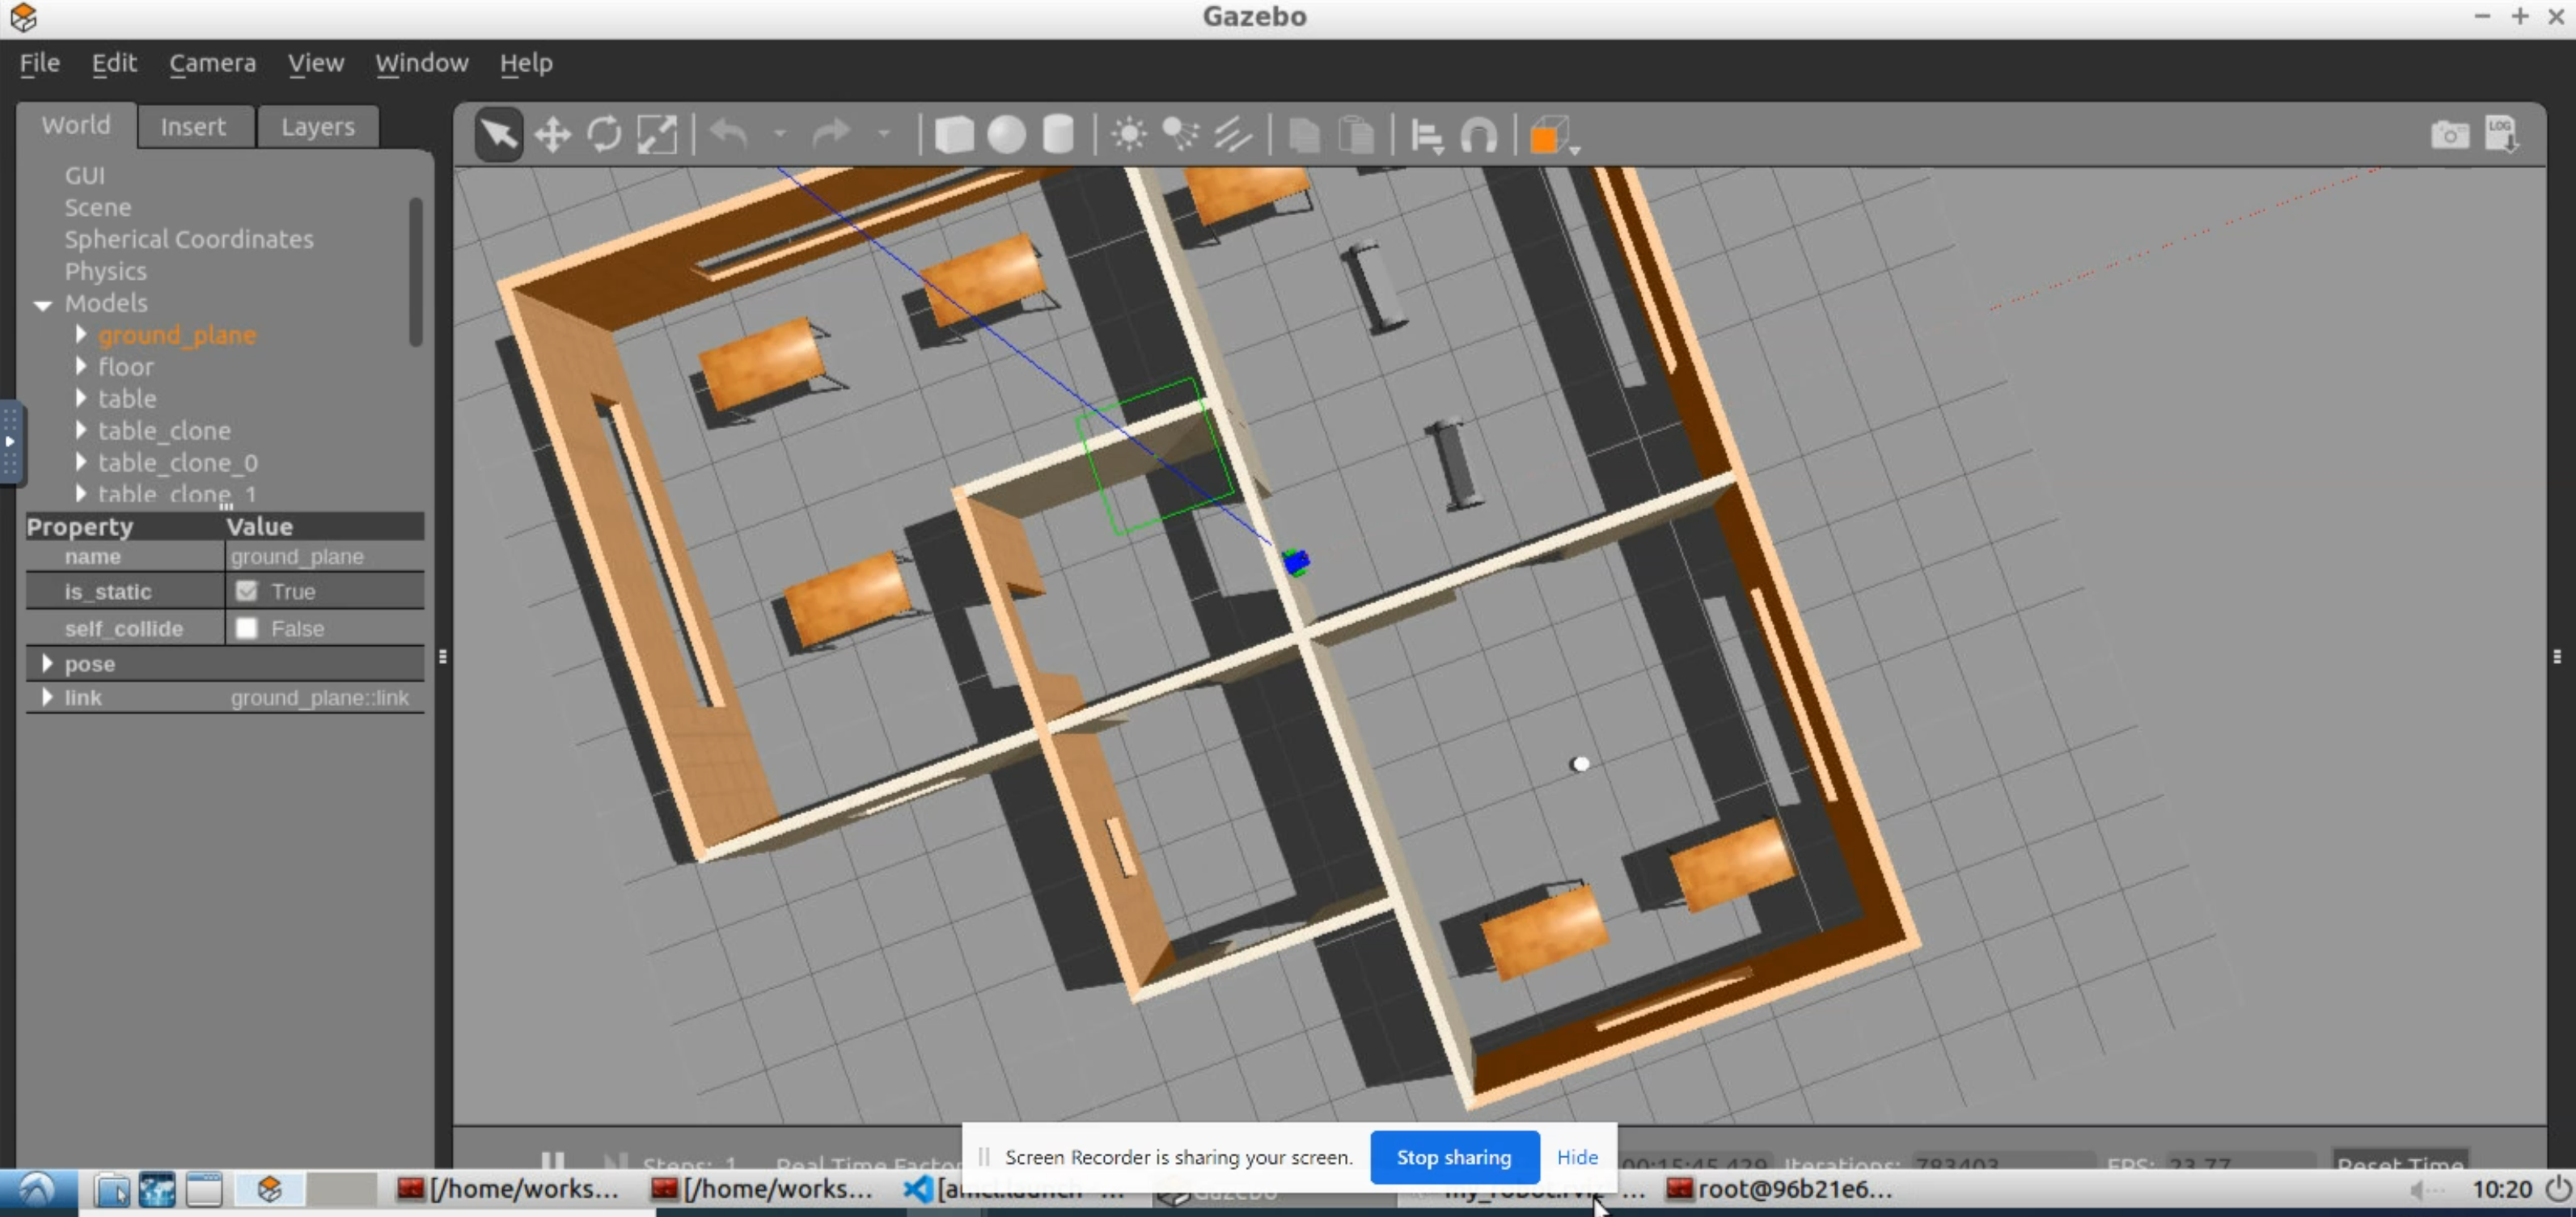 Gazebo
File Edit Camera View Window Help
World Insert Layers
LOG
GUI
Scene
Spherical Coordinates
Physics
Models
ground_plane
floor
table
table_clone
table_clone_0
table_clone_1
Property Value
name ground_plane
is_static True
self_collide False
pose
link ground_plane::link
Steps: 1 Real Time Factor
00:15:45.429 Iterations: 783403 FPS: 23.77 Reset Time
Screen Recorder is sharing your screen. Stop sharing Hide
[/home/works... [/home/works... [amcl.launch - ... Gazebo my_robot.rviz* ... root@96b21e6... 10:20